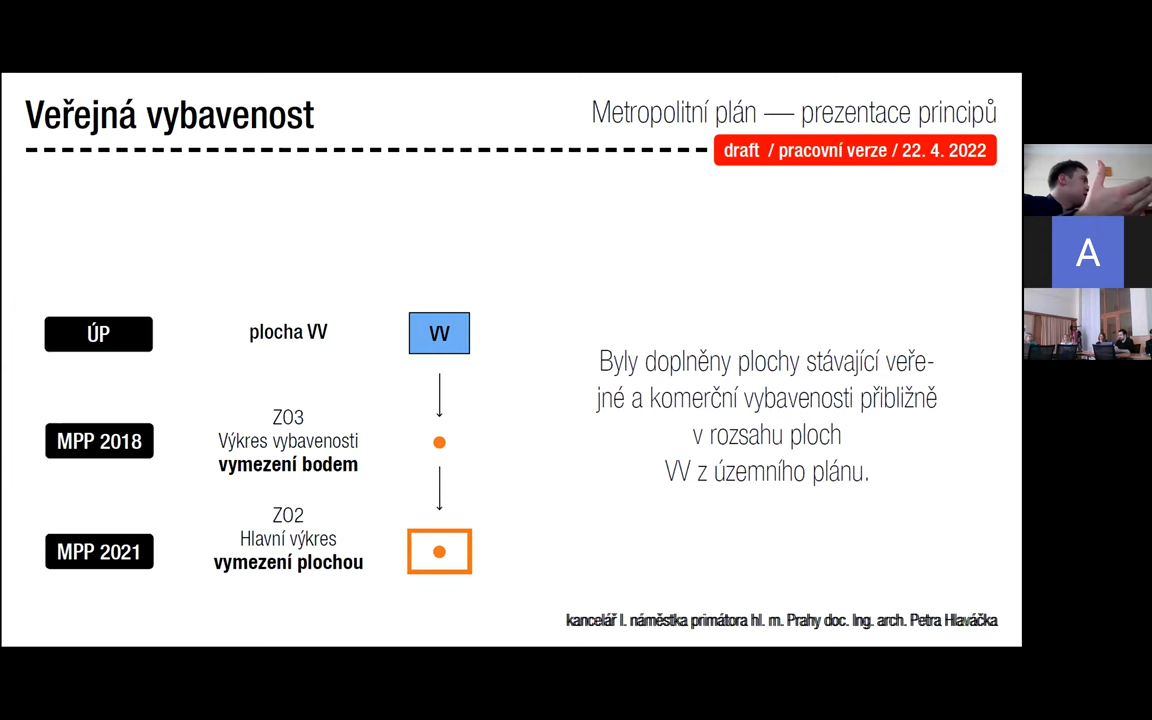 Veřejná vybavenost
Metropolitní plán — prezentace principů
draft / pracovní verze / 22. 4. 2022
ÚP
plocha VV
VV
MPP 2018
ZO3
Výkres vybavenosti
vymezení bodem
MPP 2021
ZO2
Hlavní výkres
vymezení plochou
Byly doplněny plochy stávající veře-
jné a komerční vybavenosti přibližně
v rozsahu ploch
VV z územního plánu.
kancelář I. náměstka primátora hl. m. Prahy doc. Ing. arch. Petra Hlaváčka
A